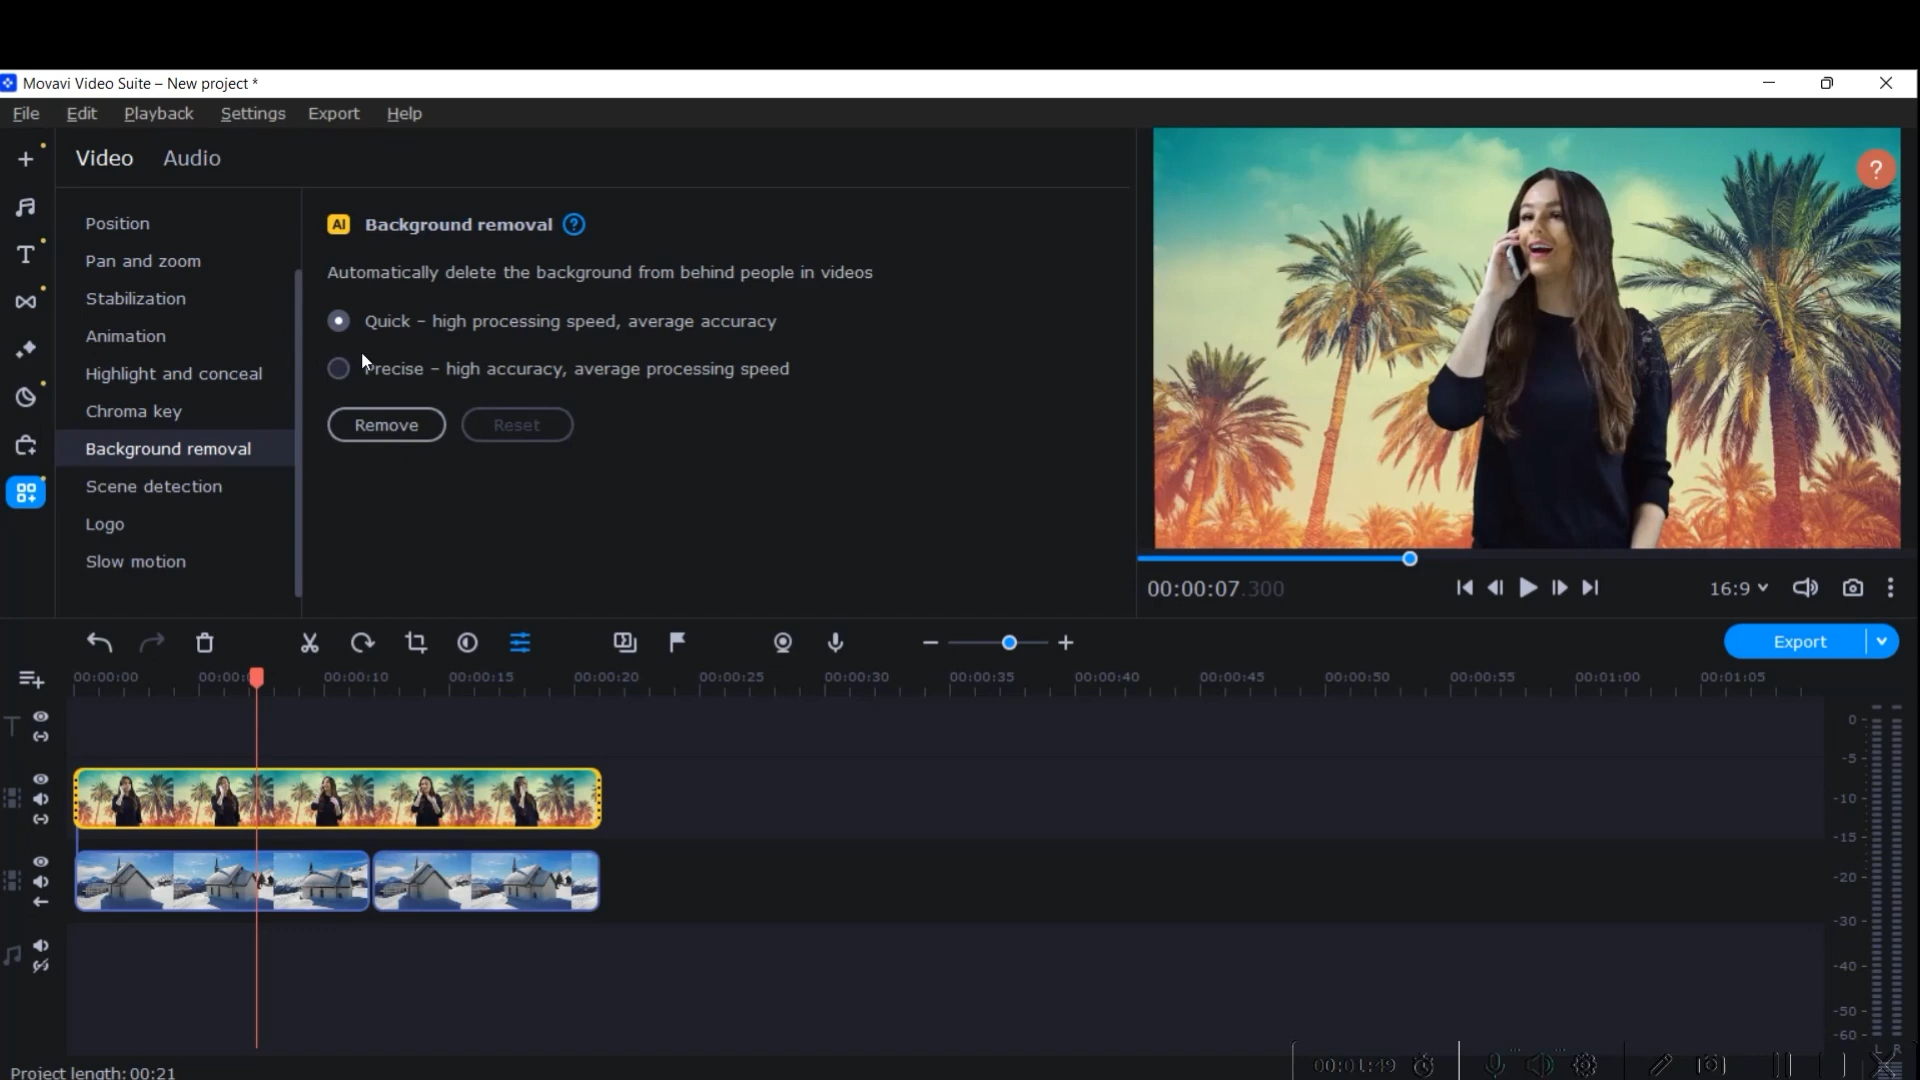 Movavi Video Suite – New project *
File Edit Playback Settings Export Help
Video Audio
Position
Pan and zoom
Stabilization
Animation
Highlight and conceal
Chroma key
Background removal
Scene detection
Logo
Slow motion
AI Background removal ?
Automatically delete the background from behind people in videos
Quick – high processing speed, average accuracy
Precise – high accuracy, average processing speed
Remove Reset
?
00:00:07.300
16:9
Export
00:00:00 00:00:10 00:00:15 00:00:20 00:00:25 00:00:30 00:00:35 00:00:40 00:00:45 00:00:50 00:00:55 00:01:00 00:01:05
0
-5
-10
-15
-20
-30
-40
-50
-60
L R
Project length: 00:21
00:01:49